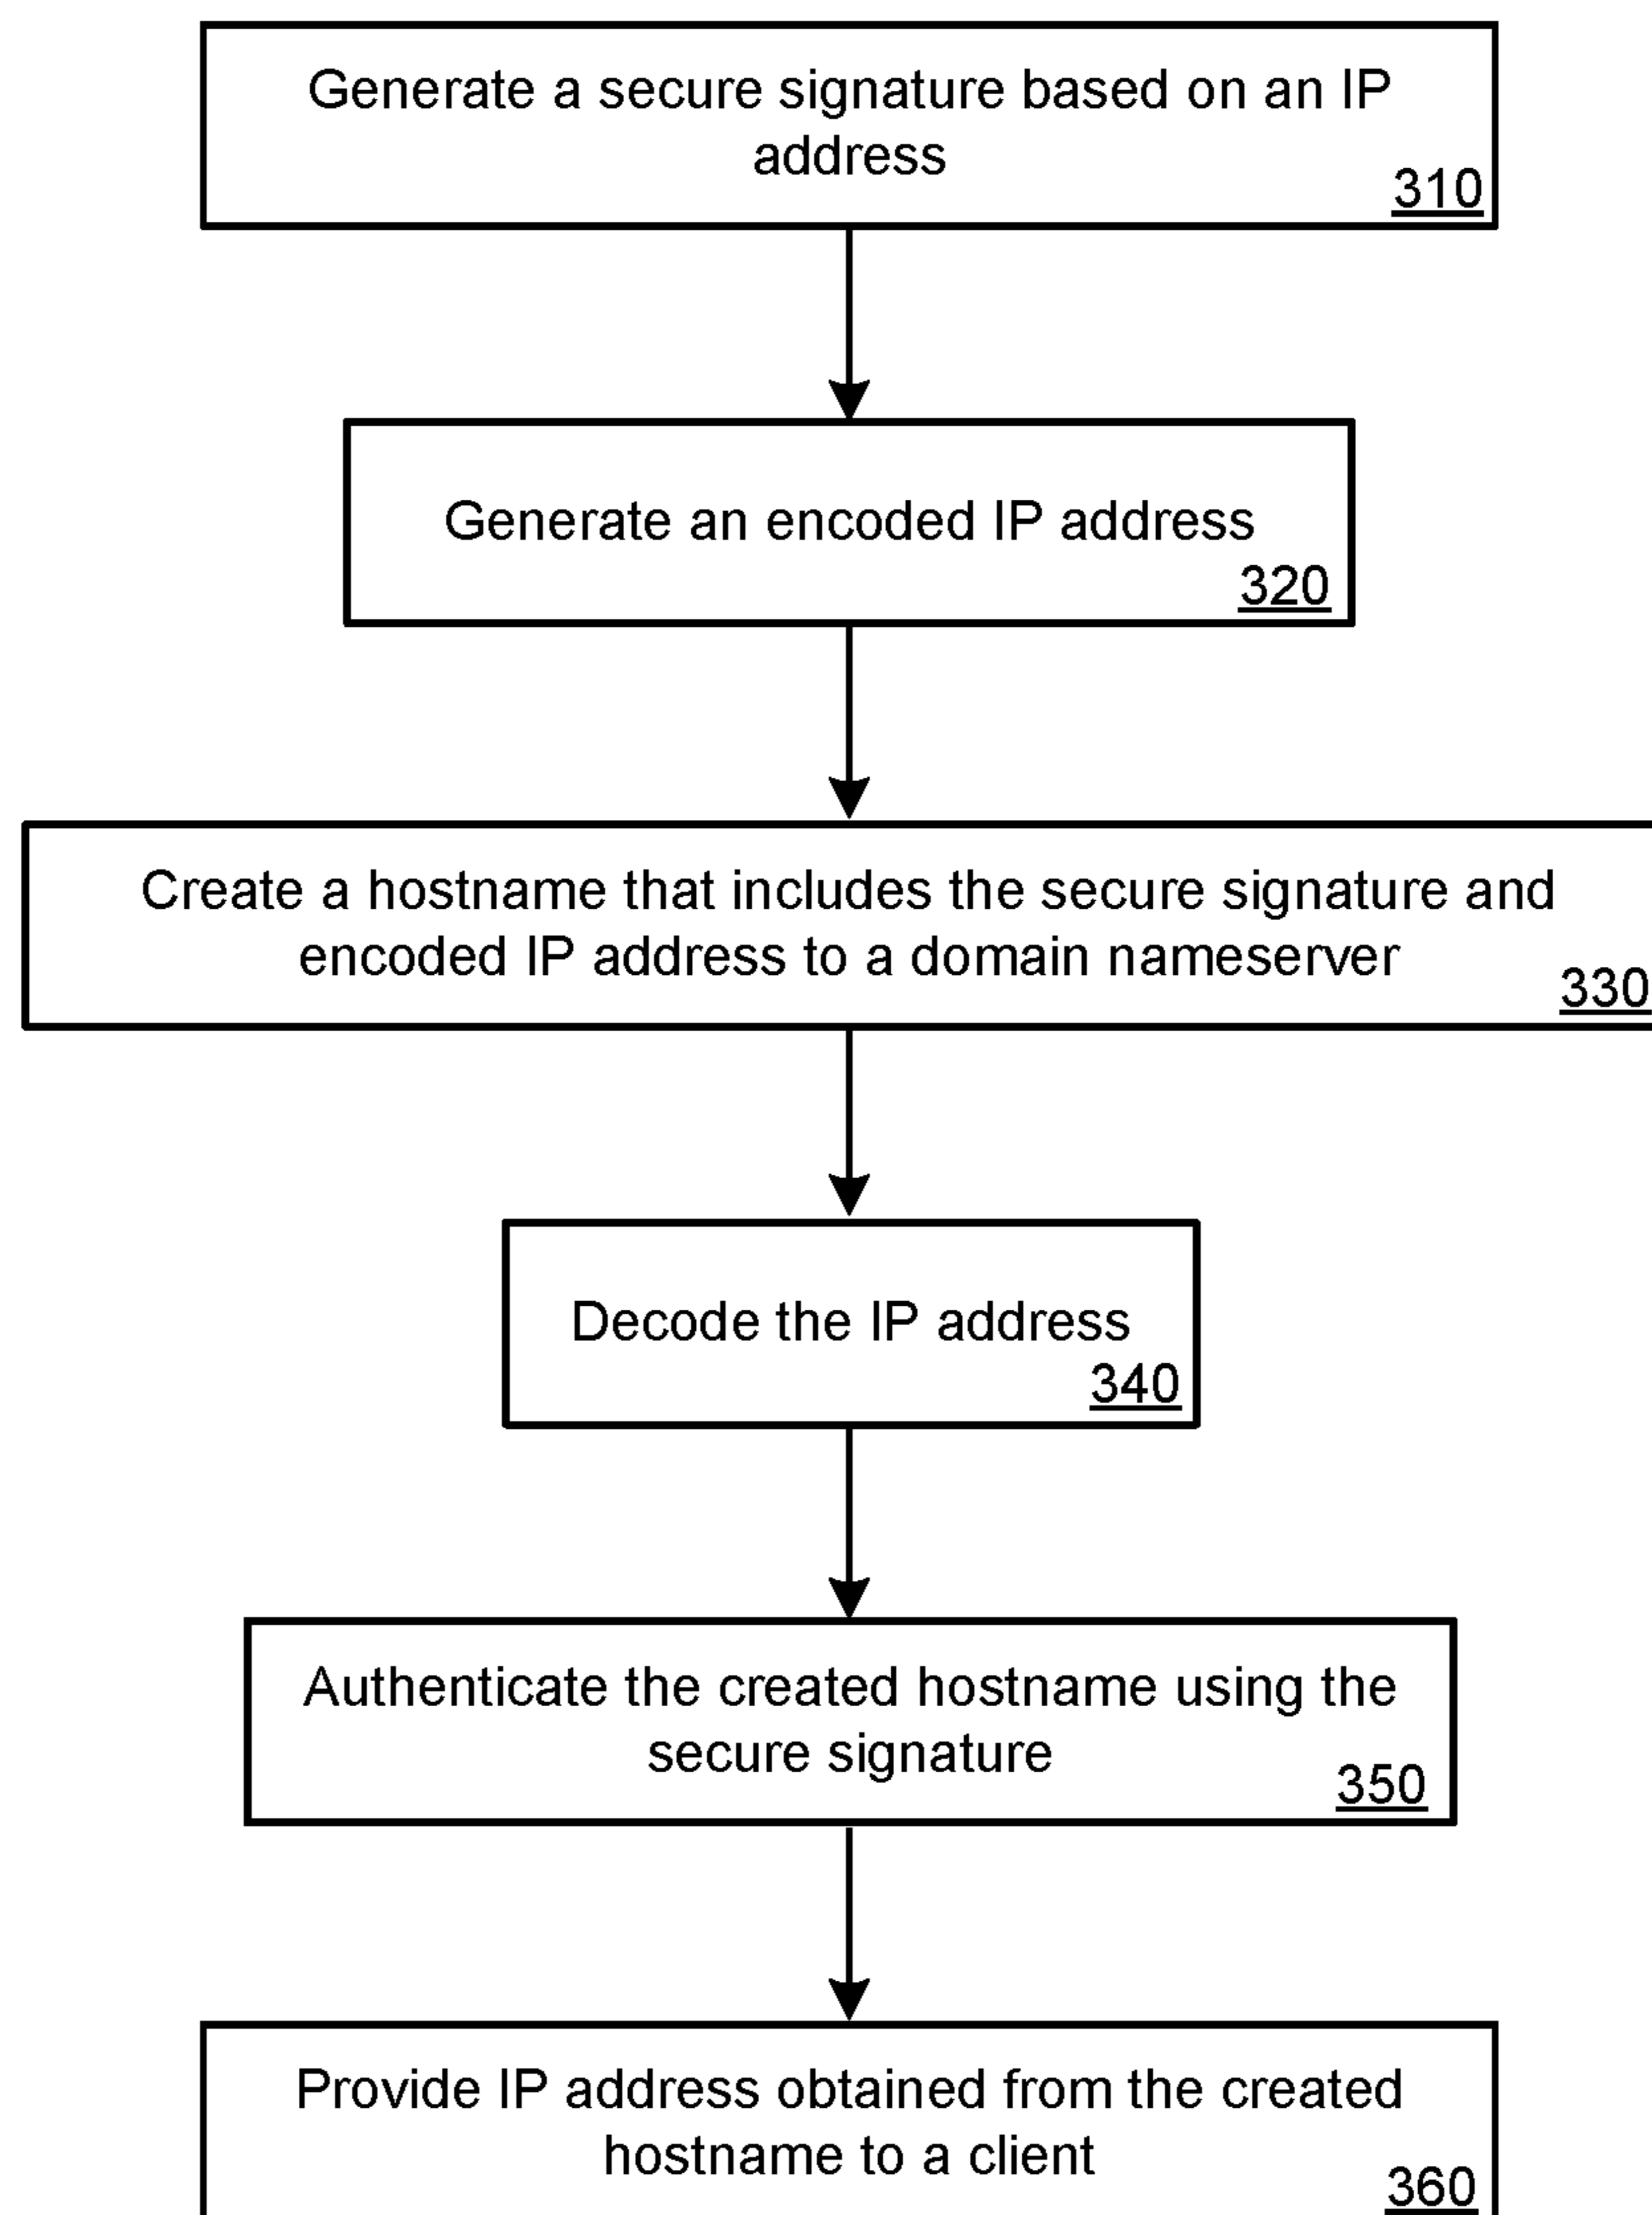 Generate a secure signature based on an IP
address
310
Generate an encoded IP address
320
Create a hostname that includes the secure signature and
encoded IP address to a domain nameserver
330
Decode the IP address
340
Authenticate the created hostname using the
secure signature
350
Provide IP address obtained from the created
hostname to a client
360